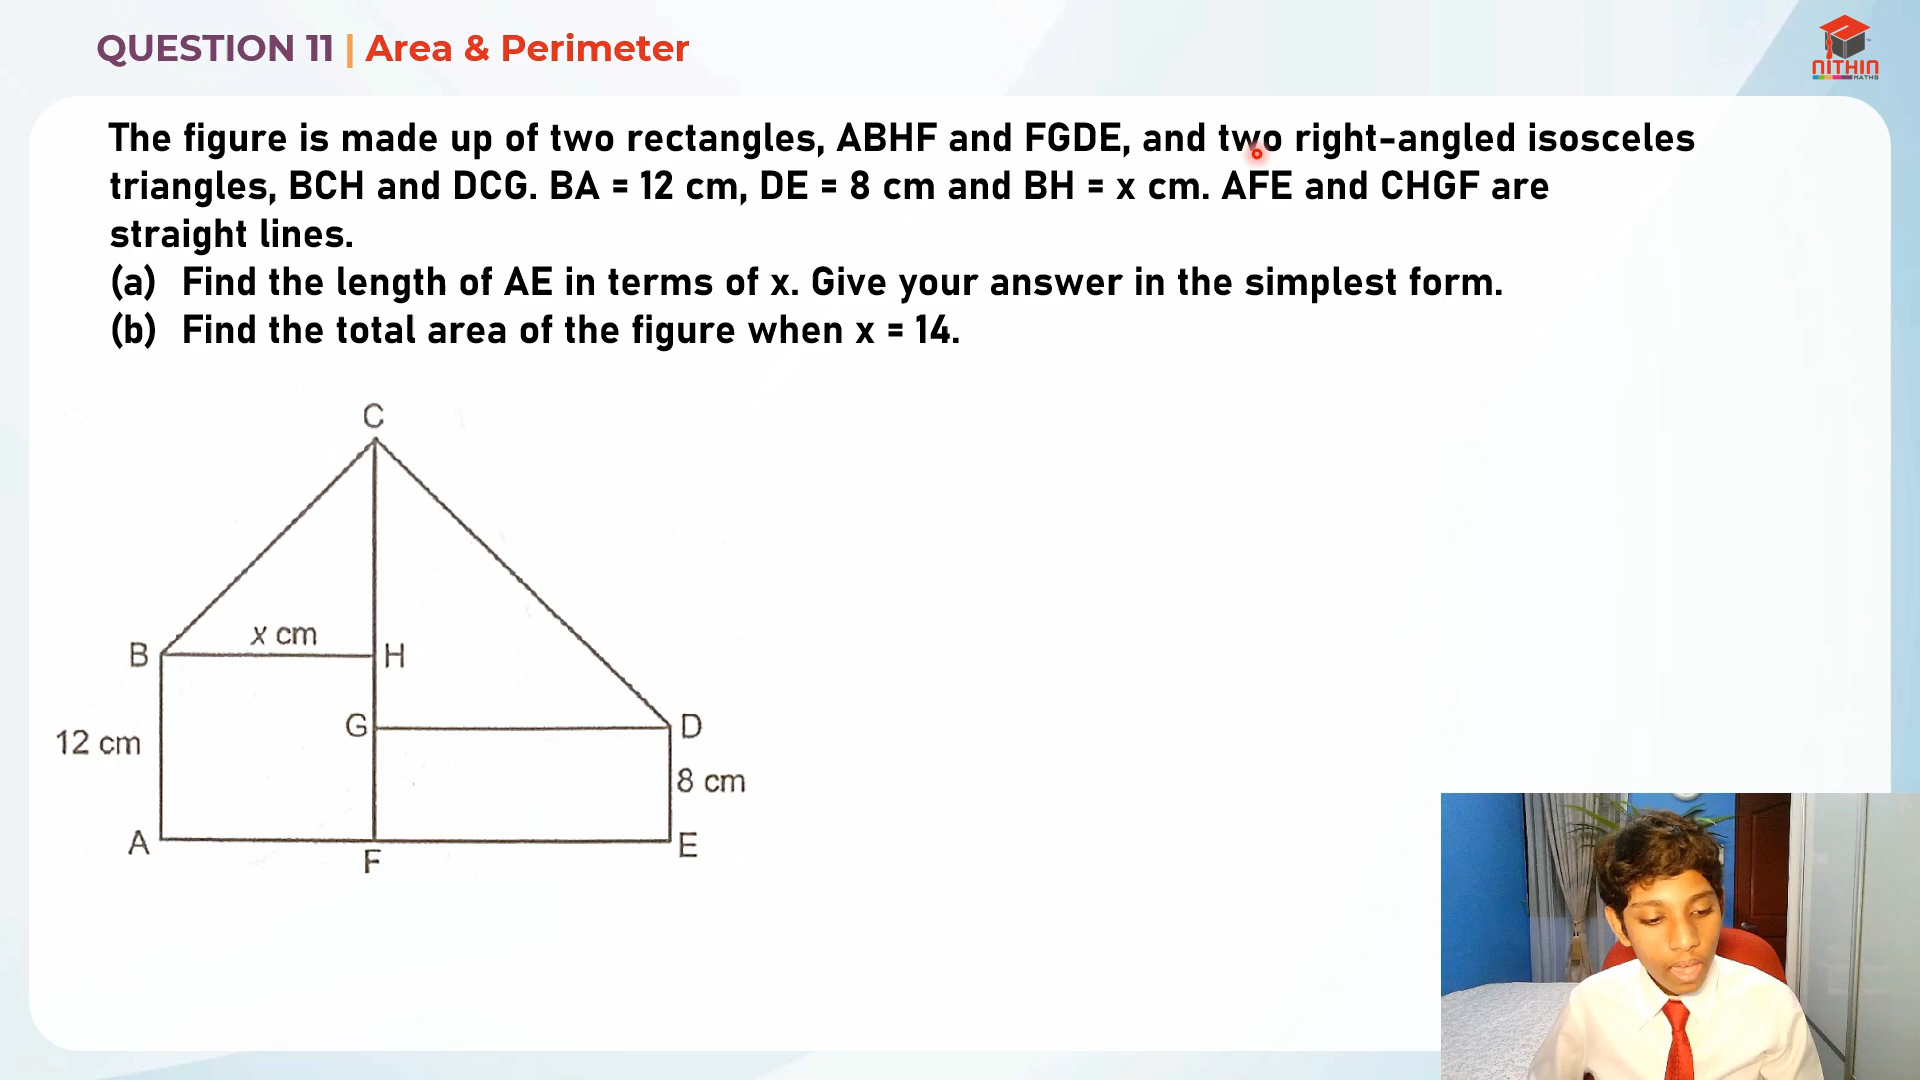 QUESTION 11 | Area & Perimeter
NITHIN
MATHS
The figure is made up of two rectangles, ABHF and FGDE, and two right-angled isosceles
triangles, BCH and DCG. BA = 12 cm, DE = 8 cm and BH = x cm. AFE and CHGF are
straight lines.
(a) Find the length of AE in terms of x. Give your answer in the simplest form.
(b) Find the total area of the figure when x = 14.
C
x cm
B
H
G
D
12 cm
8 cm
A
E
F